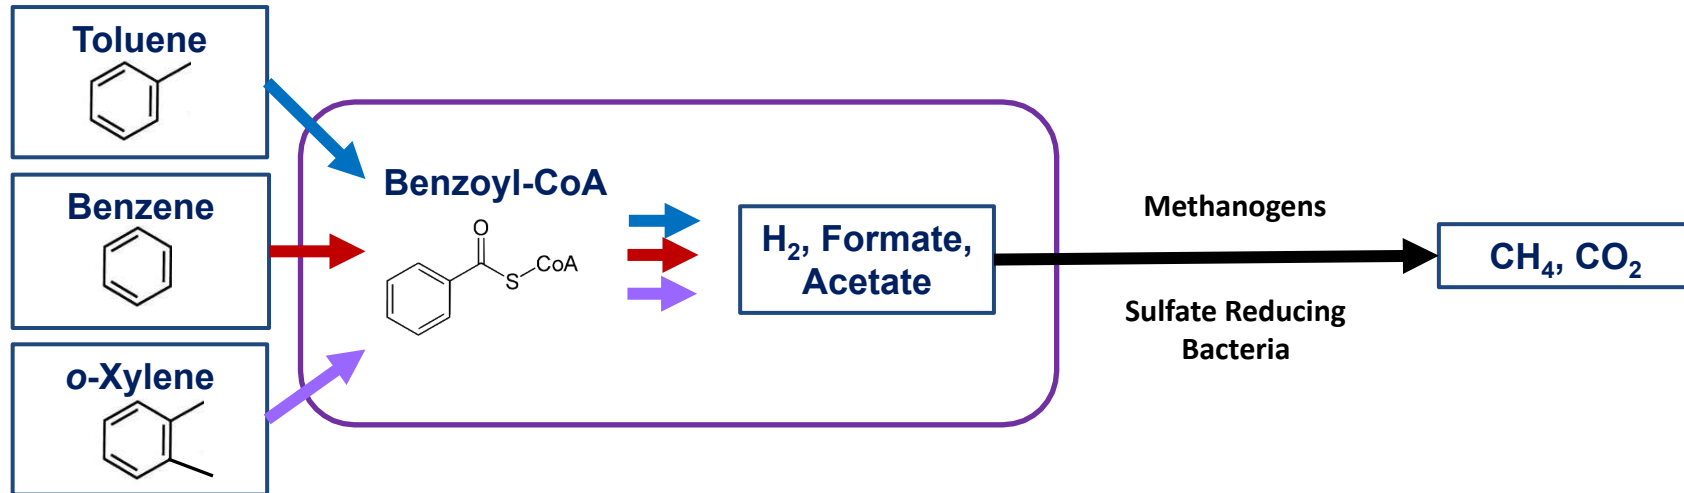 Toluene
Benzene
o-Xylene
Benzoyl-CoA
O
S
CoA
H₂, Formate,
Acetate
Methanogens
Sulfate Reducing
Bacteria
CH₄, CO₂